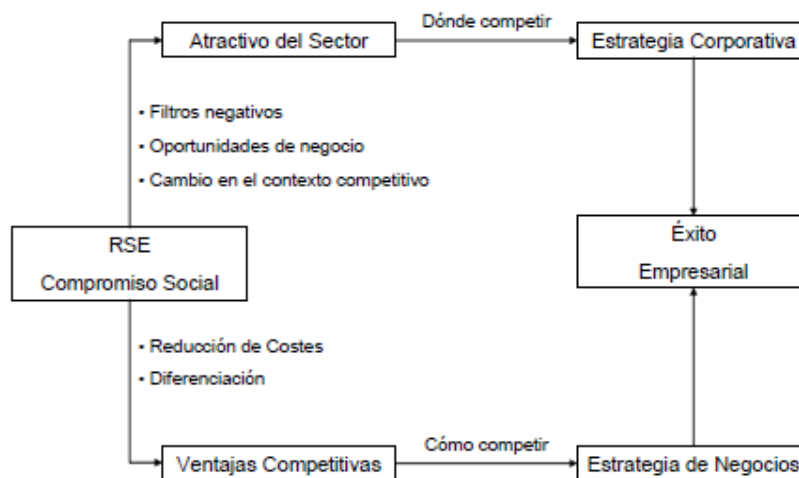 Atractivo del Sector
Dónde competir
Estrategia Corporativa
▪ Filtros negativos
▪ Oportunidades de negocio
▪ Cambio en el contexto competitivo
RSE
Compromiso Social
Éxito
Empresarial
▪ Reducción de Costes
▪ Diferenciación
Ventajas Competitivas
Cómo competir
Estrategia de Negocios